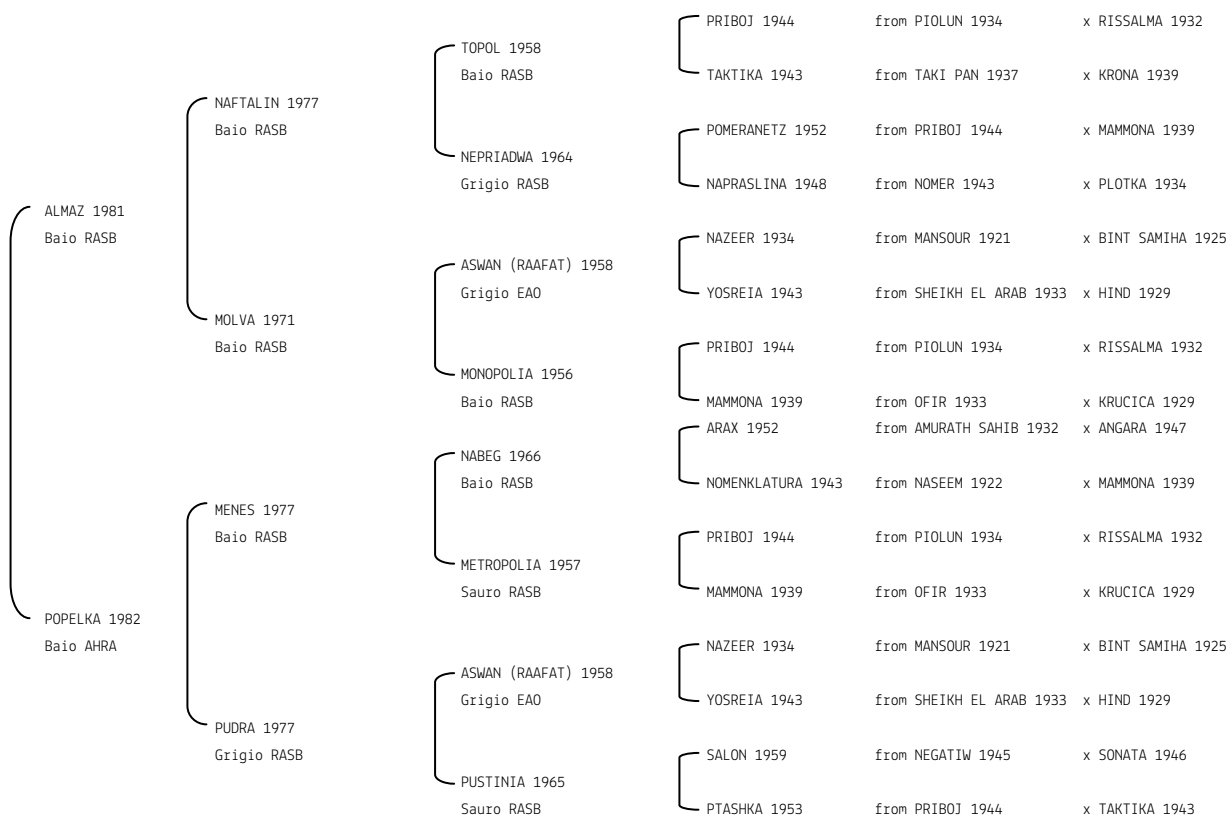 PRIBOJ 1944 from PIOLUN 1934 x RISSALMA 1932
TOPOL 1958
Baio RASB
TAKTIKA 1943 from TAKI PAN 1937 x KRONA 1939
NAFTALIN 1977
Baio RASB
POMERANETZ 1952 from PRIBOJ 1944 x MAMMONA 1939
NEPRIADWA 1964
Grigio RASB
NAPRASLINA 1948 from NOMER 1943 x PLOTKA 1934
ALMAZ 1981
Baio RASB
NAZEER 1934 from MANSOUR 1921 x BINT SAMIHA 1925
ASWAN (RAAFAT) 1958
Grigio EAO
YOSREIA 1943 from SHEIKH EL ARAB 1933 x HIND 1929
MOLVA 1971
Baio RASB
PRIBOJ 1944 from PIOLUN 1934 x RISSALMA 1932
MONOPOLIA 1956
Baio RASB
MAMMONA 1939 from OFIR 1933 x KRUCICA 1929
ARAX 1952 from AMURATH SAHIB 1932 x ANGARA 1947
NABEG 1966
Baio RASB
NOMENKLATURA 1943 from NASEEM 1922 x MAMMONA 1939
MENES 1977
Baio RASB
PRIBOJ 1944 from PIOLUN 1934 x RISSALMA 1932
METROPOLIA 1957
Sauro RASB
MAMMONA 1939 from OFIR 1933 x KRUCICA 1929
POPELKA 1982
Baio AHRA
NAZEER 1934 from MANSOUR 1921 x BINT SAMIHA 1925
ASWAN (RAAFAT) 1958
Grigio EAO
YOSREIA 1943 from SHEIKH EL ARAB 1933 x HIND 1929
PUDRA 1977
Grigio RASB
SALON 1959 from NEGATIW 1945 x SONATA 1946
PUSTINIA 1965
Sauro RASB
PTASHKA 1953 from PRIBOJ 1944 x TAKTIKA 1943